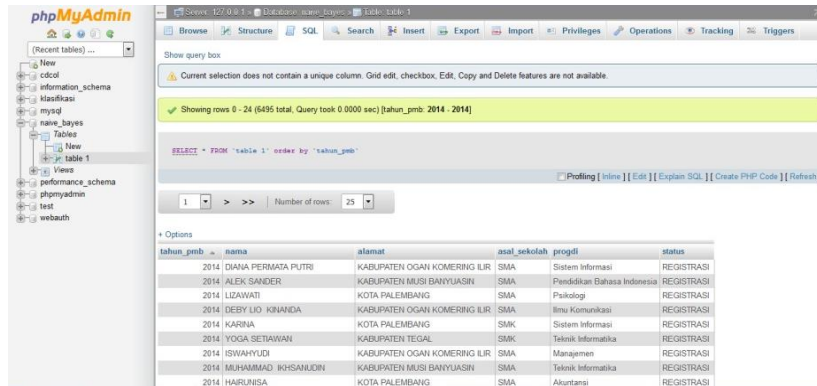 phpMyAdmin
(Recent tables) ...
New
cdcol
information_schema
klasifikasi
mysql
naive_bayes
Tables
New
table 1
Views
performance_schema
phpmyadmin
test
webauth
Server: 127.0.0.1 » Database: naive_bayes » Table: table 1
Browse Structure SQL Search Insert Export Import Privileges Operations Tracking Triggers
Show query box
Current selection does not contain a unique column. Grid edit, checkbox, Edit, Copy and Delete features are not available.
Showing rows 0 - 24 (6495 total, Query took 0.0000 sec) [tahun_pmb: 2014 - 2014]
SELECT * FROM `table 1` order by `tahun_pmb`
Profiling [ Inline ] [ Edit ] [ Explain SQL ] [ Create PHP Code ] [ Refresh
1 > >> Number of rows: 25
+ Options
tahun_pmb nama alamat asal_sekolah progdi status
2014 DIANA PERMATA PUTRI KABUPATEN OGAN KOMERING ILIR SMA Sistem Informasi REGISTRASI
2014 ALEK SANDER KABUPATEN MUSI BANYUASIN SMA Pendidikan Bahasa Indonesia REGISTRASI
2014 LIZAWATI KOTA PALEMBANG SMA Psikologi REGISTRASI
2014 DEBY LIO KINANDA KABUPATEN OGAN KOMERING ILIR SMA Ilmu Komunikasi REGISTRASI
2014 KARINA KOTA PALEMBANG SMK Sistem Informasi REGISTRASI
2014 YOGA SETIAWAN KABUPATEN TEGAL SMK Teknik Informatika REGISTRASI
2014 ISWAHYUDI KABUPATEN OGAN KOMERING ILIR SMA Manajemen REGISTRASI
2014 MUHAMMAD IKHSANUDIN KABUPATEN MUSI BANYUASIN SMA Teknik Informatika REGISTRASI
2014 HAIRUNISA KOTA PALEMBANG SMA Akuntansi REGISTRASI